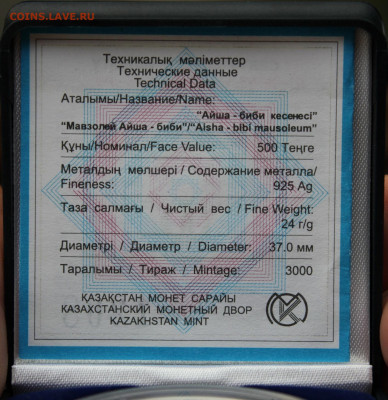 COINS.LAVE.RU
Техникалық мәліметтер
Технические данные
Technical Data
Аталымы/Название/Name:
"Айша - биби кесенесі"
"Мавзолей Айша - биби"/"Aisha - bibi mausoleum"
Құны/Номинал/Face Value: 500 Теңге
Металдың мөлшері / Содержание металла/
Fineness: 925 Ag
Таза салмағы / Чистый вес / Fine Weight:
24 г/g
Диаметрі / Диаметр / Diameter: 37.0 мм
Таралымы / Тираж / Mintage: 3000
ҚАЗАҚСТАН МОНЕТ САРАЙЫ
КАЗАХСТАНСКИЙ МОНЕТНЫЙ ДВОР
KAZAKHSTAN MINT